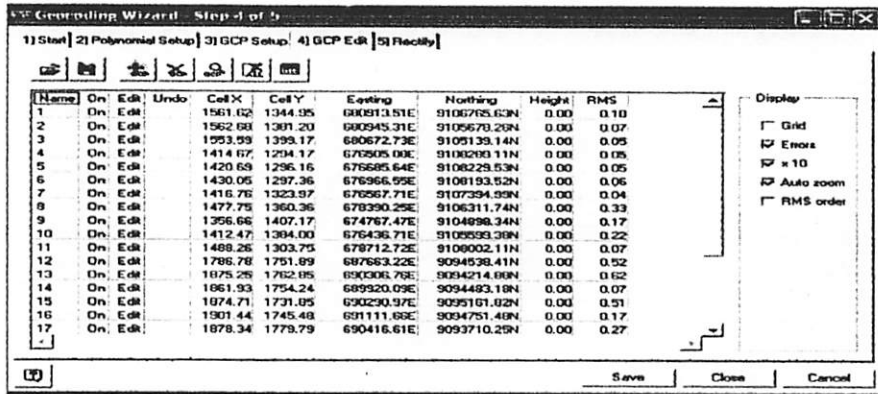 Geocoding Wizard - Step 4 of 5
1) Start 2) Polynomial Setup 3) GCP Setup 4) GCP Edit 5) Rectify
Name On Edit Undo Cell X Cell Y Easting Northing Height RMS
1 On Edit 1561.62 1344.95 680913.51E 9106765.63N 0.00 0.10
2 On Edit 1562.68 1381.20 680945.31E 9105678.26N 0.00 0.07
3 On Edit 1553.59 1399.17 680672.73E 9105139.14N 0.00 0.05
4 On Edit 1414.67 1294.17 676505.00E 9108289.11N 0.00 0.05
5 On Edit 1420.69 1296.16 676685.64E 9108229.53N 0.00 0.05
6 On Edit 1430.05 1297.36 676966.55E 9108193.52N 0.00 0.06
7 On Edit 1416.76 1323.97 676567.71E 9107394.99N 0.00 0.04
8 On Edit 1477.75 1360.36 678390.25E 9106311.74N 0.00 0.33
9 On Edit 1356.66 1407.17 674767.47E 9104898.34N 0.00 0.17
10 On Edit 1412.47 1384.00 676436.71E 9105599.38N 0.00 0.22
11 On Edit 1488.26 1303.75 678712.72E 9108002.11N 0.00 0.07
12 On Edit 1786.78 1751.89 687663.22E 9094538.41N 0.00 0.52
13 On Edit 1875.25 1762.85 690306.76E 9094214.88N 0.00 0.62
14 On Edit 1861.93 1754.24 689920.09E 9094483.18N 0.00 0.07
15 On Edit 1874.71 1731.85 690290.97E 9095161.82N 0.00 0.51
16 On Edit 1901.44 1745.48 691111.66E 9094751.48N 0.00 0.17
17 On Edit 1878.34 1779.79 690416.61E 9093710.25N 0.00 0.27
Display
Grid
Errors
x 10
Auto zoom
RMS order
Save Close Cancel